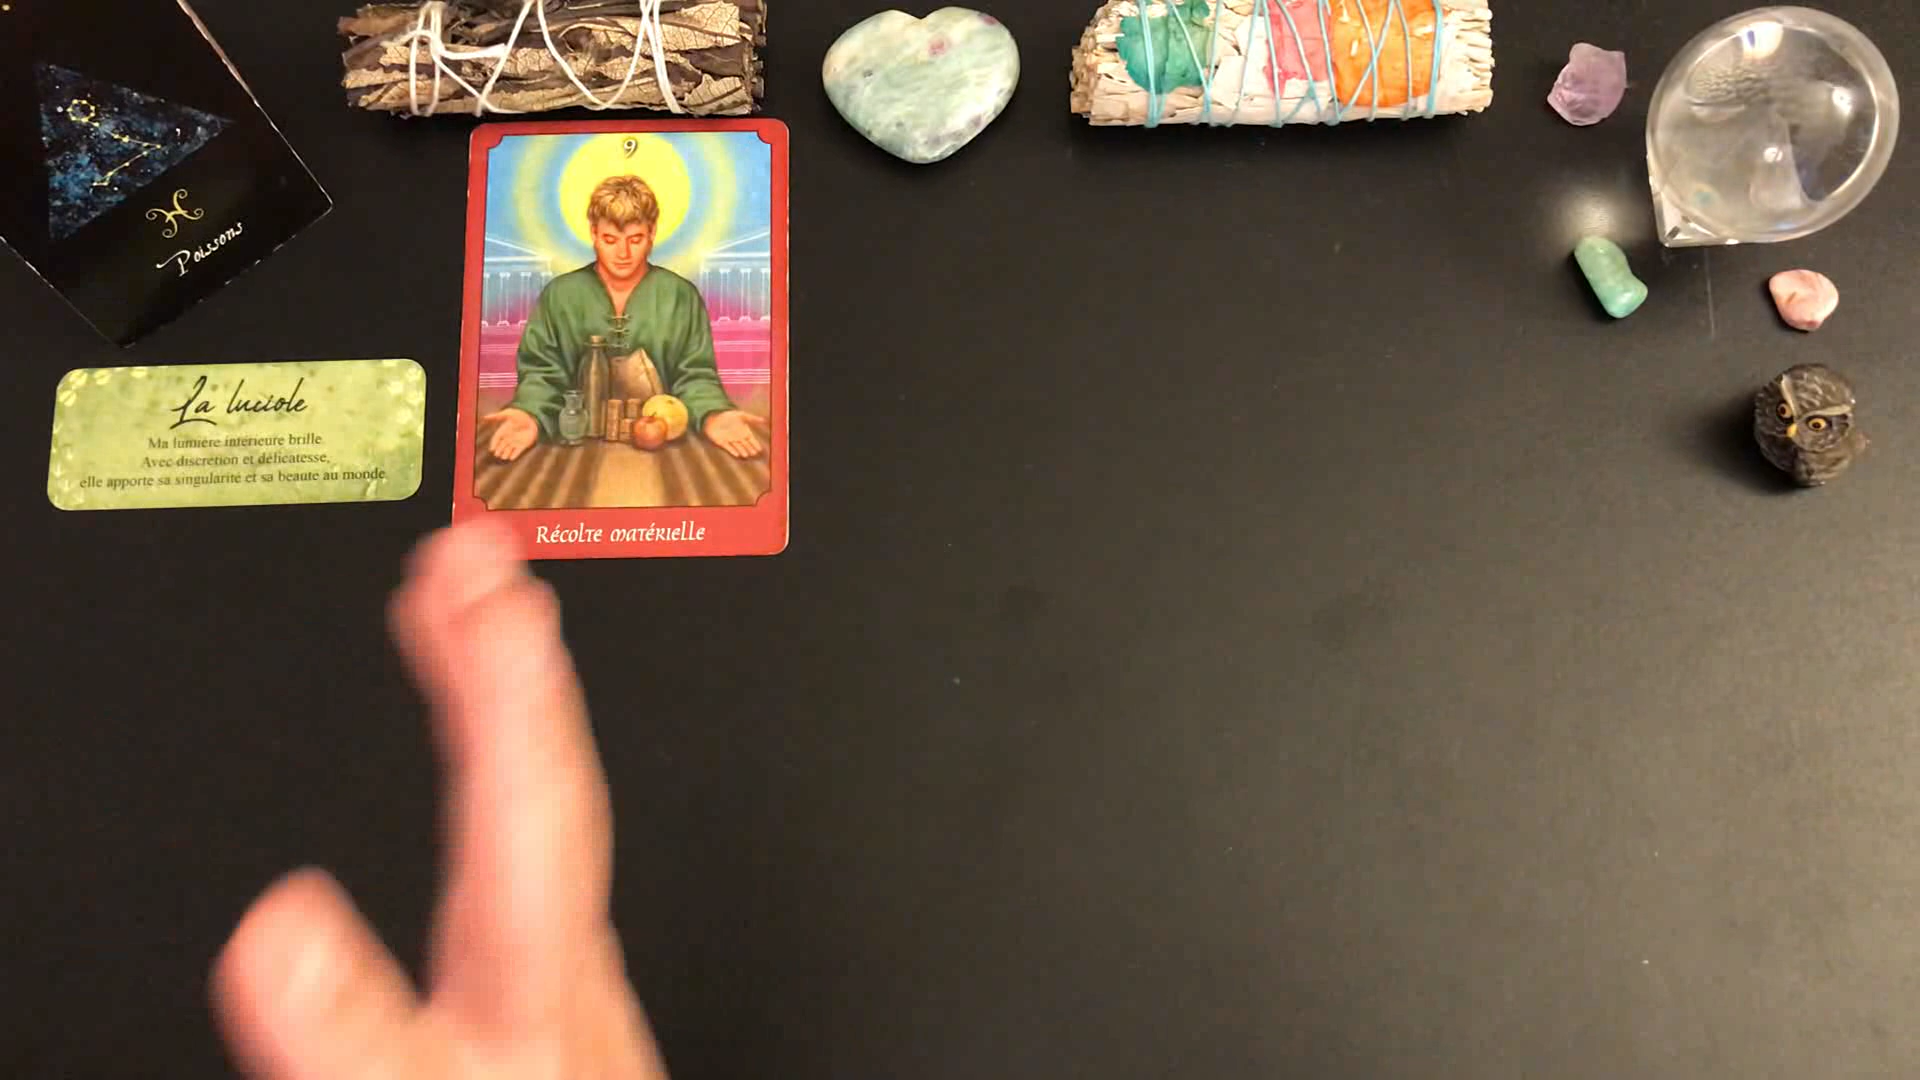 Poissons
La luciole
Ma lumière intérieure brille.
Avec discrétion et délicatesse,
elle apporte sa singularité et sa beauté au monde.
9
Récolte matérielle